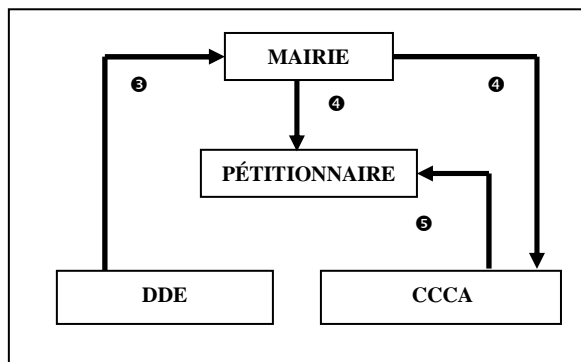 MAIRIE
❸
❹
❹
PÉTITIONNAIRE
❺
DDE
CCCA